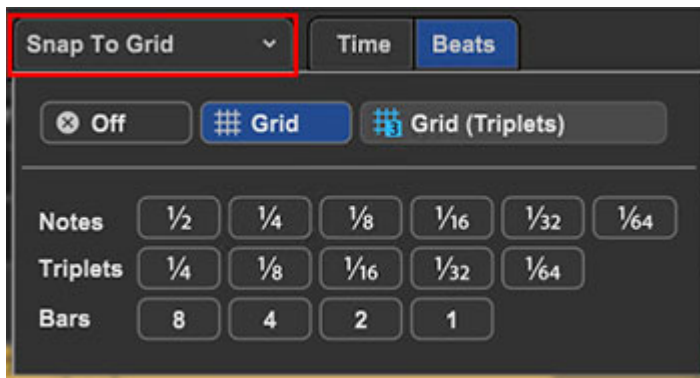 Snap To Grid Time Beats
Off Grid 3 Grid (Triplets)
Notes ½ ¼ ⅛ 1⁄16 1⁄32 1⁄64
Triplets ¼ ⅛ 1⁄16 1⁄32 1⁄64
Bars 8 4 2 1